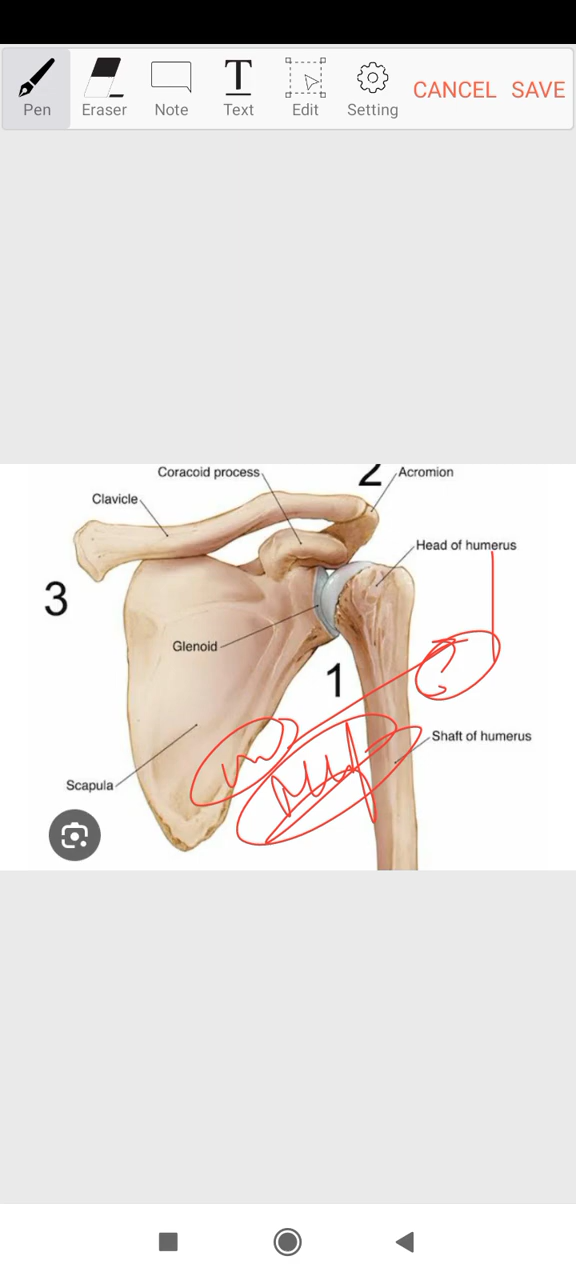 Pen Eraser Note Text Edit Setting CANCEL SAVE
Coracoid process
2
Acromion
Clavicle
Head of humerus
3
Glenoid
1
Shaft of humerus
Scapula